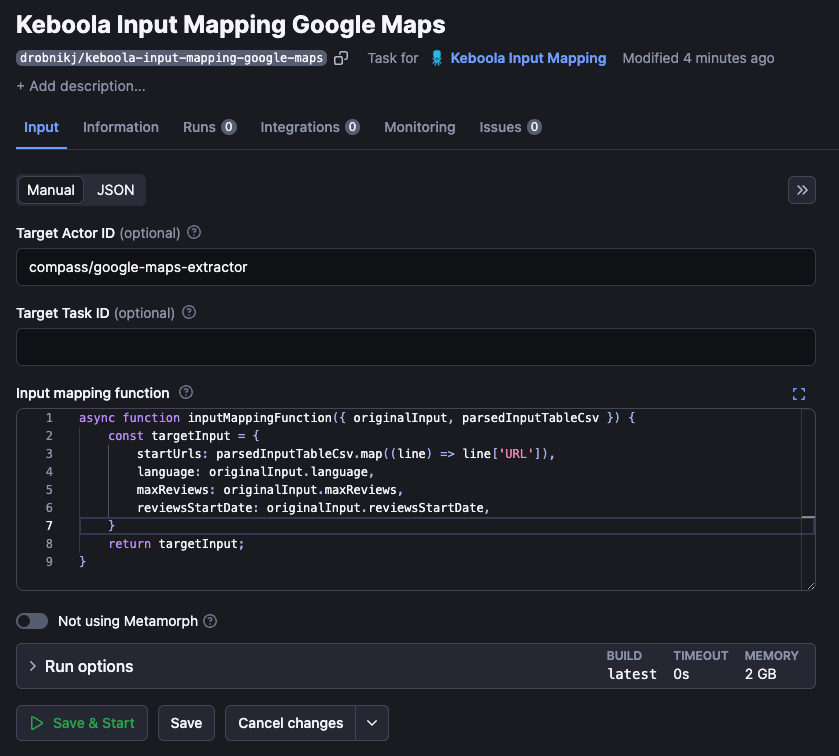 Keboola Input Mapping Google Maps
drobnikj/keboola-input-mapping-google-maps Task for Keboola Input Mapping Modified 4 minutes ago
+ Add description...
Input Information Runs 0 Integrations 0 Monitoring Issues 0
Manual JSON
Target Actor ID (optional)
compass/google-maps-extractor
Target Task ID (optional)
Input mapping function
1 async function inputMappingFunction({ originalInput, parsedInputTableCsv }) {
2 const targetInput = {
3 startUrls: parsedInputTableCsv.map((line) => line['URL']),
4 language: originalInput.language,
5 maxReviews: originalInput.maxReviews,
6 reviewsStartDate: originalInput.reviewsStartDate,
7 }
8 return targetInput;
9 }
Not using Metamorph
Run options BUILD latest TIMEOUT 0s MEMORY 2 GB
Save & Start Save Cancel changes